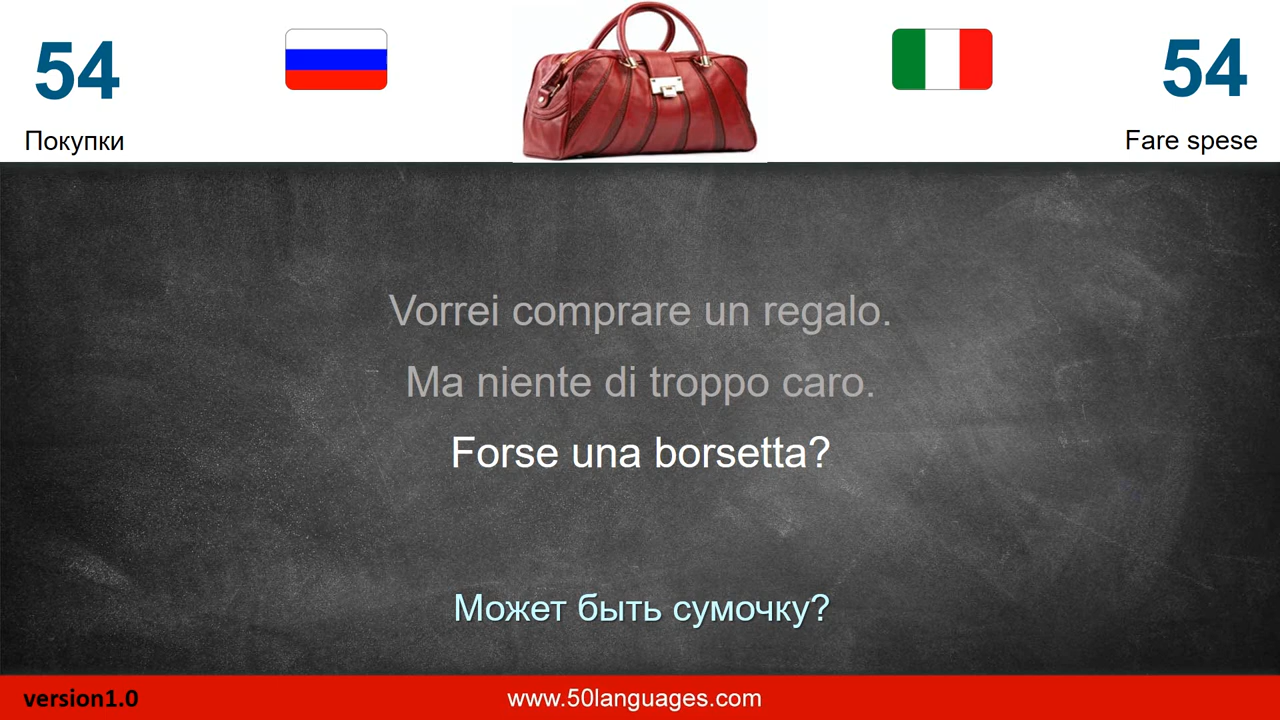 54
54
Покупки
Fare spese
Vorrei comprare un regalo.
Ma niente di troppo caro.
Forse una borsetta?
Может быть сумочку?
version1.0
www.50languages.com